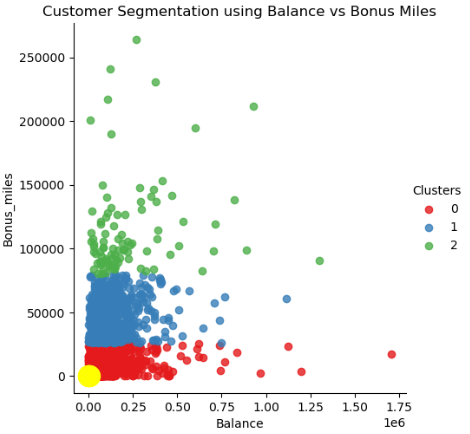 Customer Segmentation using Balance vs Bonus Miles
250000
200000
150000
100000
50000
0
Bonus_miles
0.00 0.25 0.50 0.75 1.00 1.25 1.50 1.75
1e6
Balance
Clusters
0
1
2